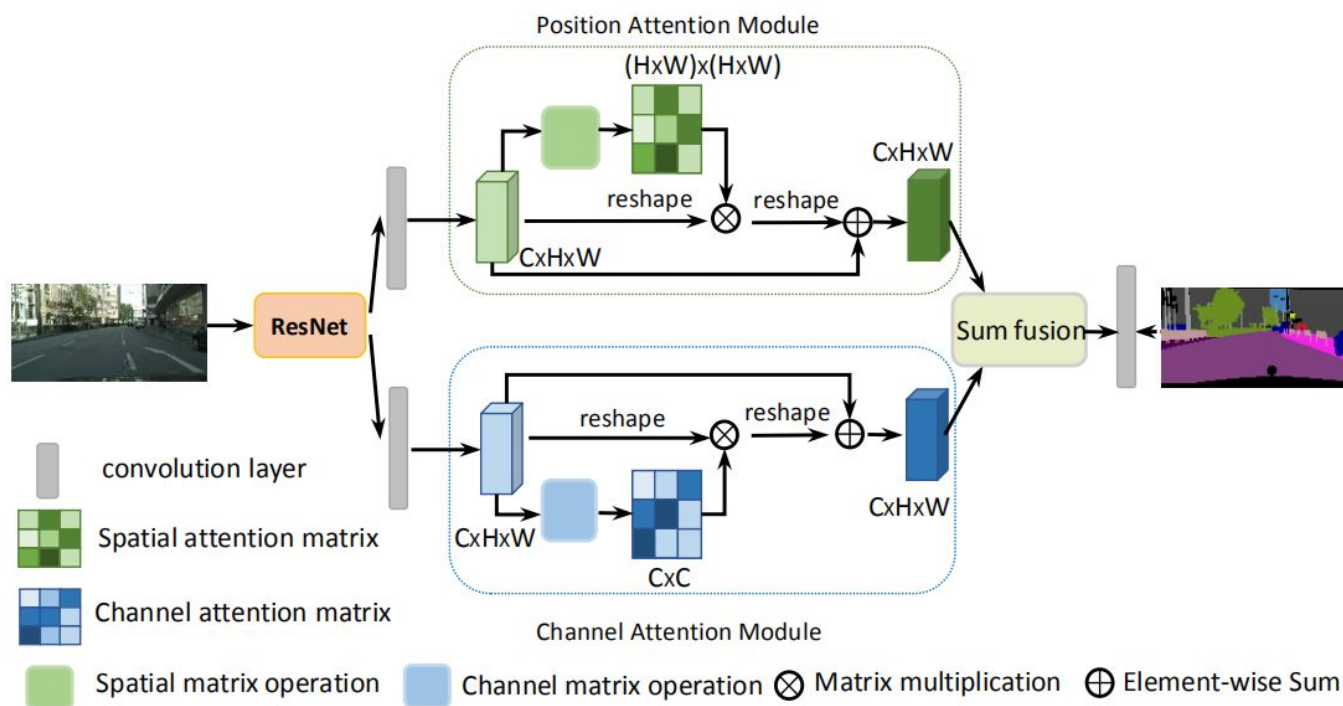 Position Attention Module
(HxW)x(HxW)
CxHxW
reshape
reshape
CxHxW
ResNet
Sum fusion
reshape
reshape
convolution layer
CxHxW
CxHxW
Spatial attention matrix
CxC
Channel attention matrix
Channel Attention Module
Spatial matrix operation
Channel matrix operation
Matrix multiplication
Element-wise Sum